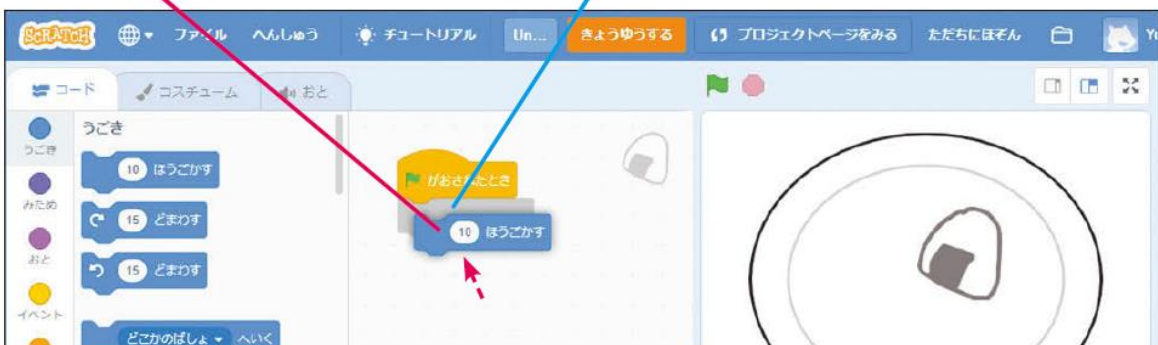 SCRATCH ファイル へんしゅう チュートリアル Un... きょうゆうする プロジェクトページをみる ただちにほぞん Yu
コード コスチューム おと
うごき
うごき
10 ほうごかす
みため
15 どまわす
おと
15 どまわす
イベント
どこかのばしょ へいく
がおされたとき
10 ほうごかす